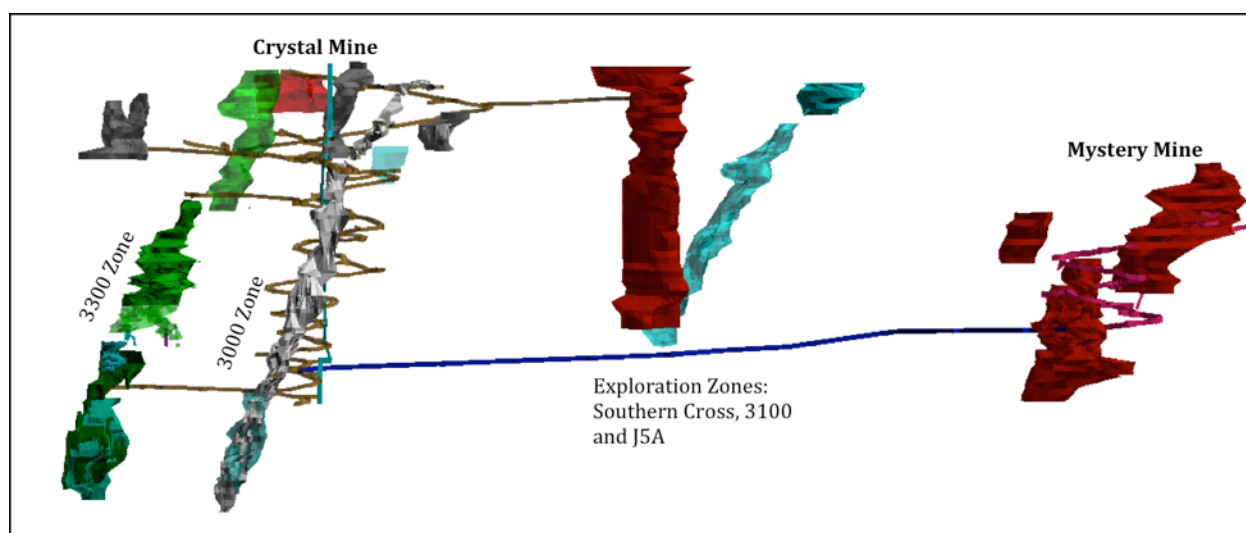 Crystal Mine
Mystery Mine
3300 Zone
3000 Zone
Exploration Zones:
Southern Cross, 3100
and J5A